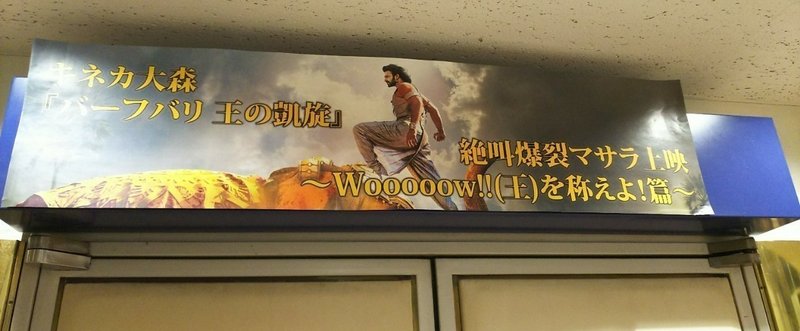 キネカ大森
『バーフバリ 王の凱旋』
絶叫爆裂マサラ上映
～Wooooow!!(王)を称えよ!篇～